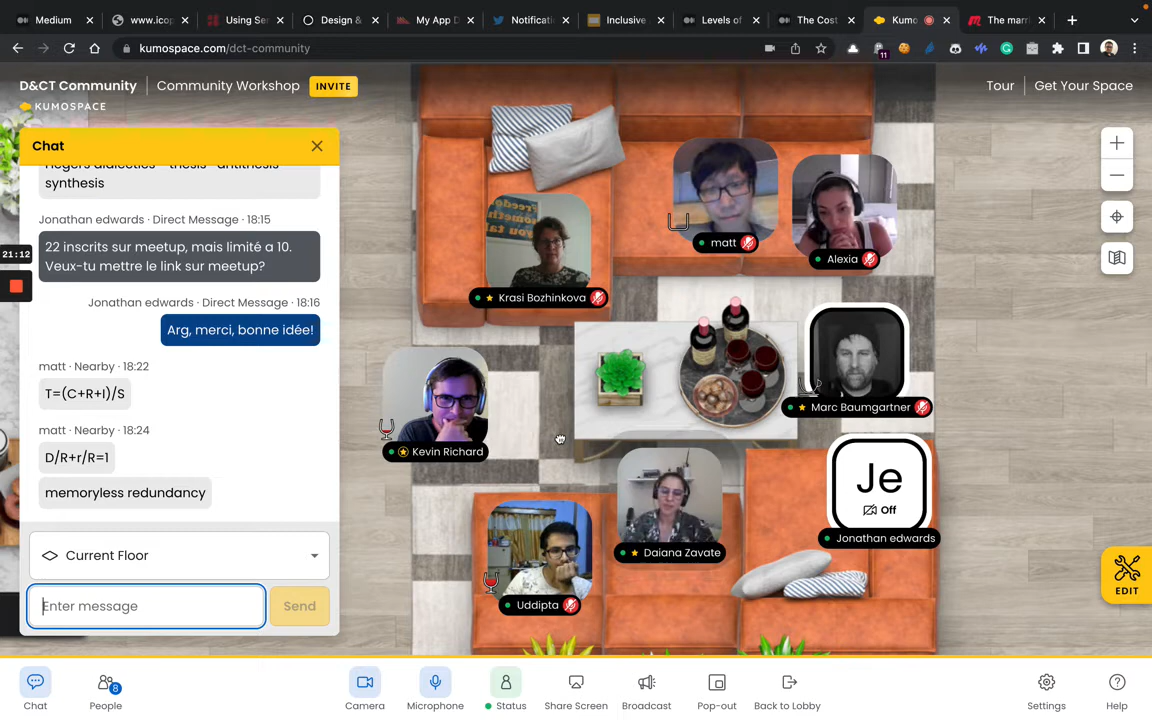 Medium
www.icop
Using Ser
Design &
My App D
Notificati
Inclusive
Levels of
The Cost
Kumo
The marr
kumospace.com/dct-community
11
D&CT Community
Community Workshop
INVITE
KUMOSPACE
Tour
Get Your Space
Chat
synthesis
Jonathan edwards · Direct Message · 18:15
22 inscrits sur meetup, mais limité a 10.
Veux-tu mettre le link sur meetup?
21:12
Jonathan edwards · Direct Message · 18:16
Arg, merci, bonne idée!
matt · Nearby · 18:22
T=(C+R+I)/S
matt · Nearby · 18:24
D/R+r/R=1
memoryless redundancy
Current Floor
Enter message
Send
matt
Alexia
Krasi Bozhinkova
Marc Baumgartner
Kevin Richard
Je
Off
Jonathan edwards
Daiana Zavate
Uddipta
EDIT
Chat
8
People
Camera
Microphone
Status
Share Screen
Broadcast
Pop-out
Back to Lobby
Settings
Help